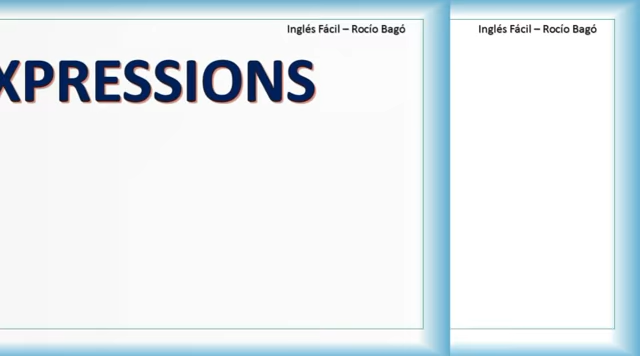 Inglés Fácil – Rocío Bagó
Inglés Fácil – Rocío Bagó
XPRESSIONS